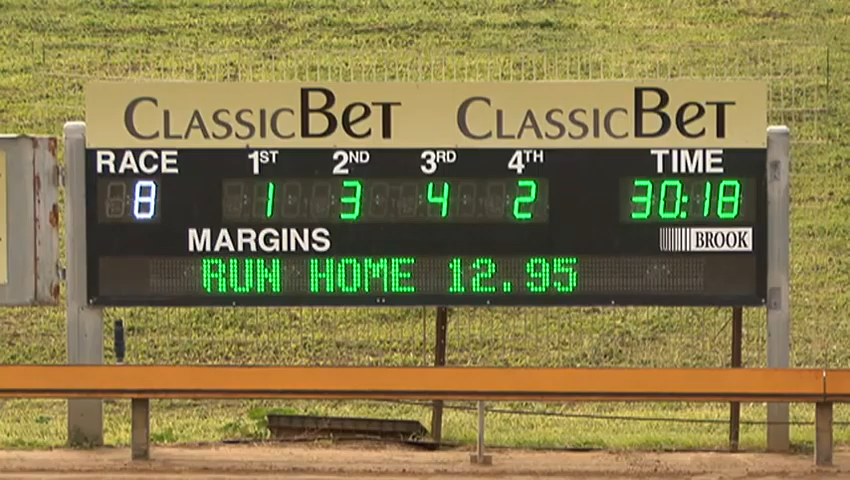 CLASSICBET CLASSICBET
RACE 1ST 2ND 3RD 4TH TIME
8 1 3 4 2 30:18
MARGINS BROOK
RUN HOME 12.95